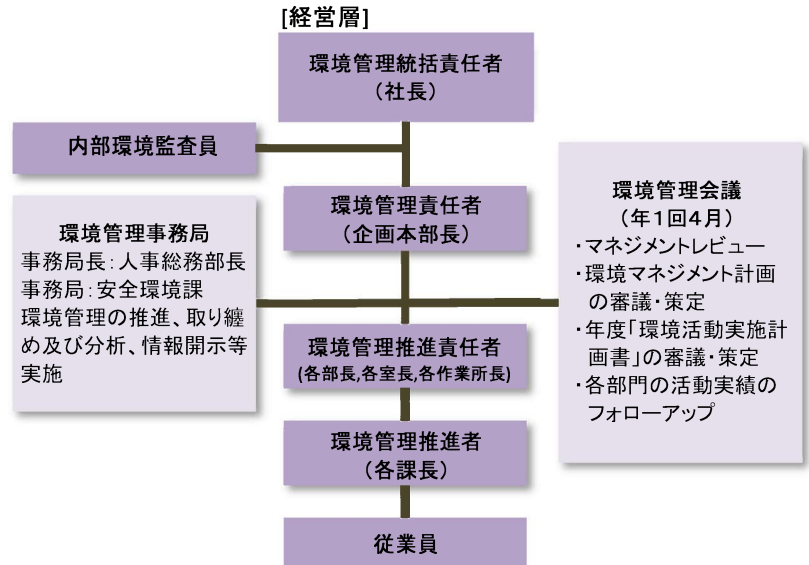 [経営層]
環境管理統括責任者
（社長）
内部環境監査員
環境管理責任者
（企画本部長）
環境管理事務局
事務局長：人事総務部長
事務局：安全環境課
環境管理の推進、取り纏
め及び分析、情報開示等
実施
環境管理会議
（年１回４月）
・マネジメントレビュー
・環境マネジメント計画
の審議・策定
・年度「環境活動実施計
画書」の審議・策定
・各部門の活動実績の
フォローアップ
環境管理推進責任者
(各部長,各室長,各作業所長)
環境管理推進者
（各課長）
従業員